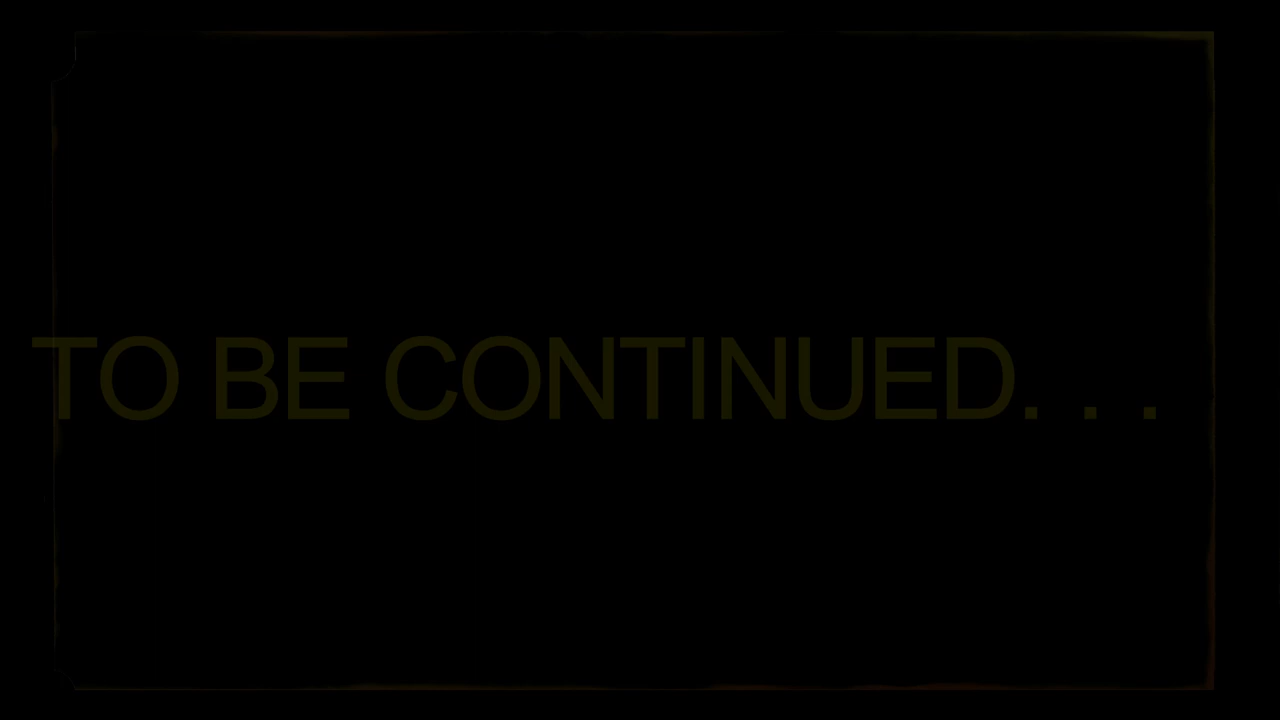 TO BE CONTINUED. . .